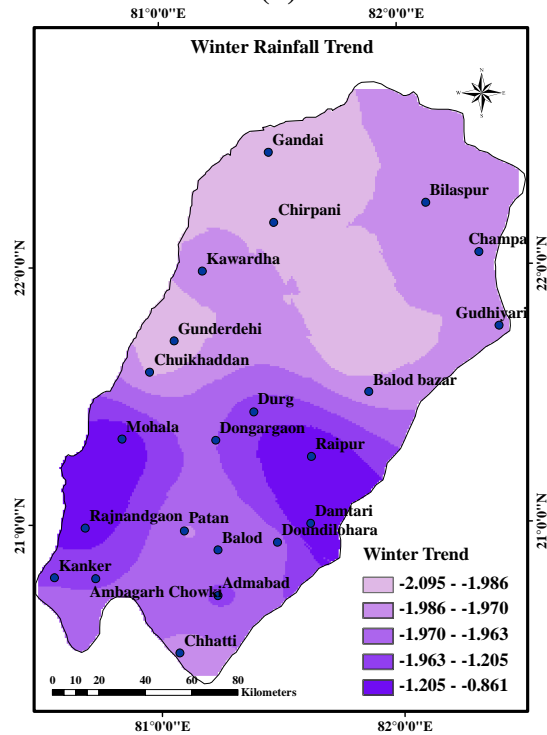 81°0'0"E 82°0'0"E
Winter Rainfall Trend
N
W E
S
Gandai
Bilaspur
Chirpani
Champa
Kawardha
22°0'0"N 22°0'0"N
Gudhiyari
Gunderdehi
Chuikhaddan
Balod bazar
Durg
Mohala
Dongargaon
Raipur
Rajnandgaon
Patan
Damtari
21°0'0"N 21°0'0"N
Doundilohara
Balod
Kanker
Ambagarh Chowki
Admabad
Chhatti
Winter Trend
-2.095 - -1.986
-1.986 - -1.970
-1.970 - -1.963
-1.963 - -1.205
-1.205 - -0.861
0 10 20 40 60 80
Kilometers
81°0'0"E 82°0'0"E